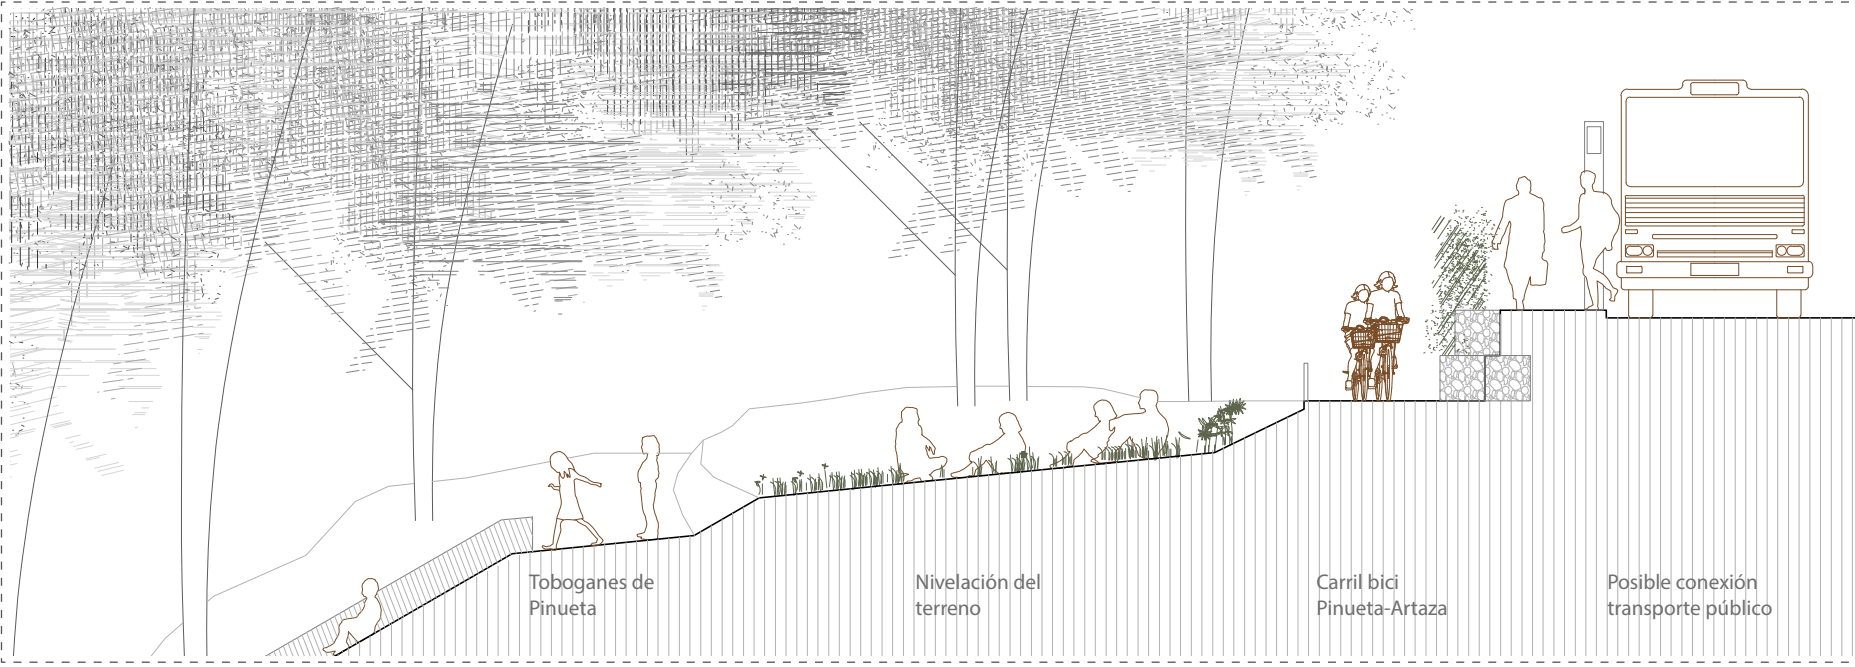 Toboganes de
Pinueta
Nivelación del
terreno
Carril bici
Pinueta-Artaza
Posible conexión
transporte público